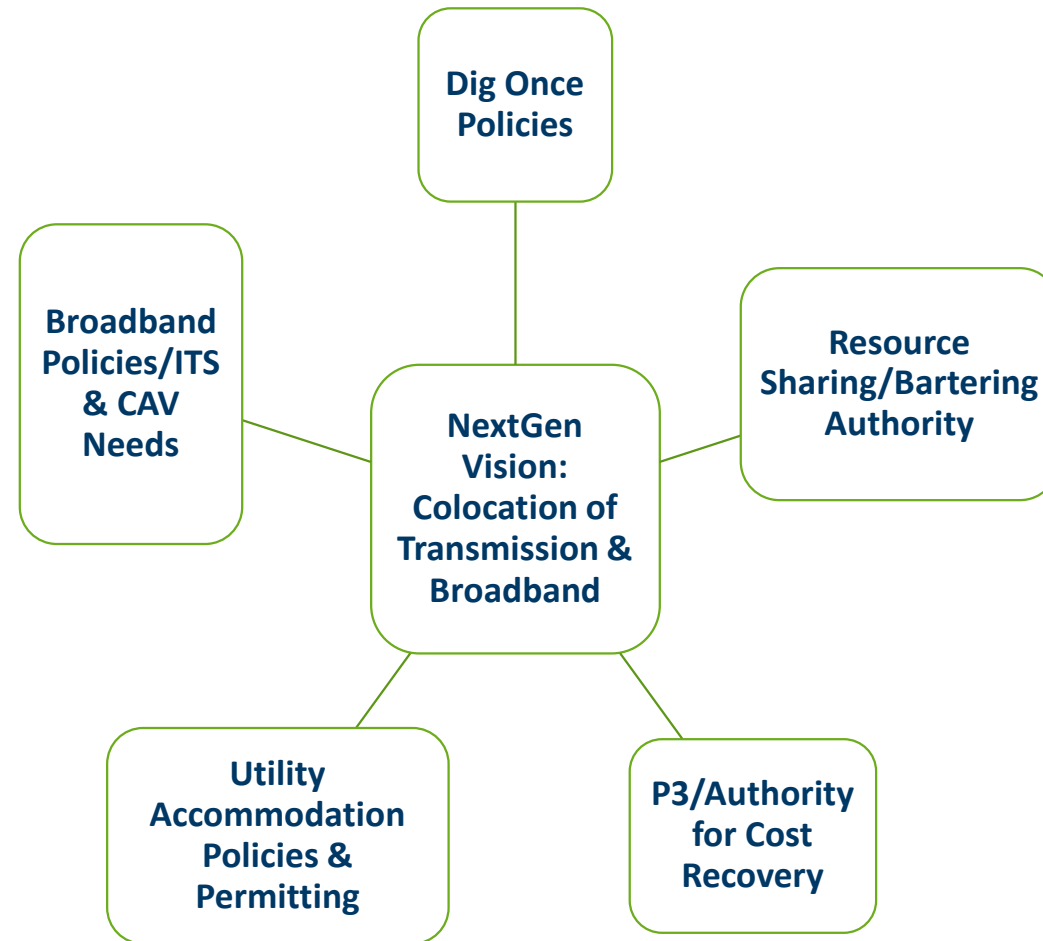 Dig Once
Policies
Broadband
Policies/ITS
& CAV
Needs
Resource
Sharing/Bartering
Authority
NextGen
Vision:
Colocation of
Transmission &
Broadband
Utility
Accommodation
Policies &
Permitting
P3/Authority
for Cost
Recovery